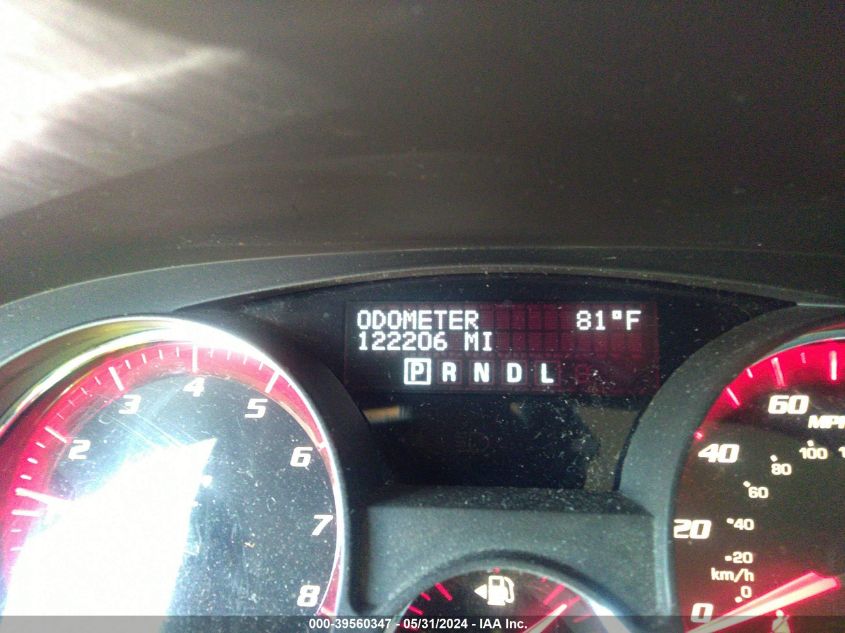 ODOMETER 81°F
122206 MI
P R N D L
2 3 4 5 6 7 8
0 20 40 60
MPH
km/h
0 20 40 60 80 100
000-39560347 - 05/31/2024 - IAA Inc.